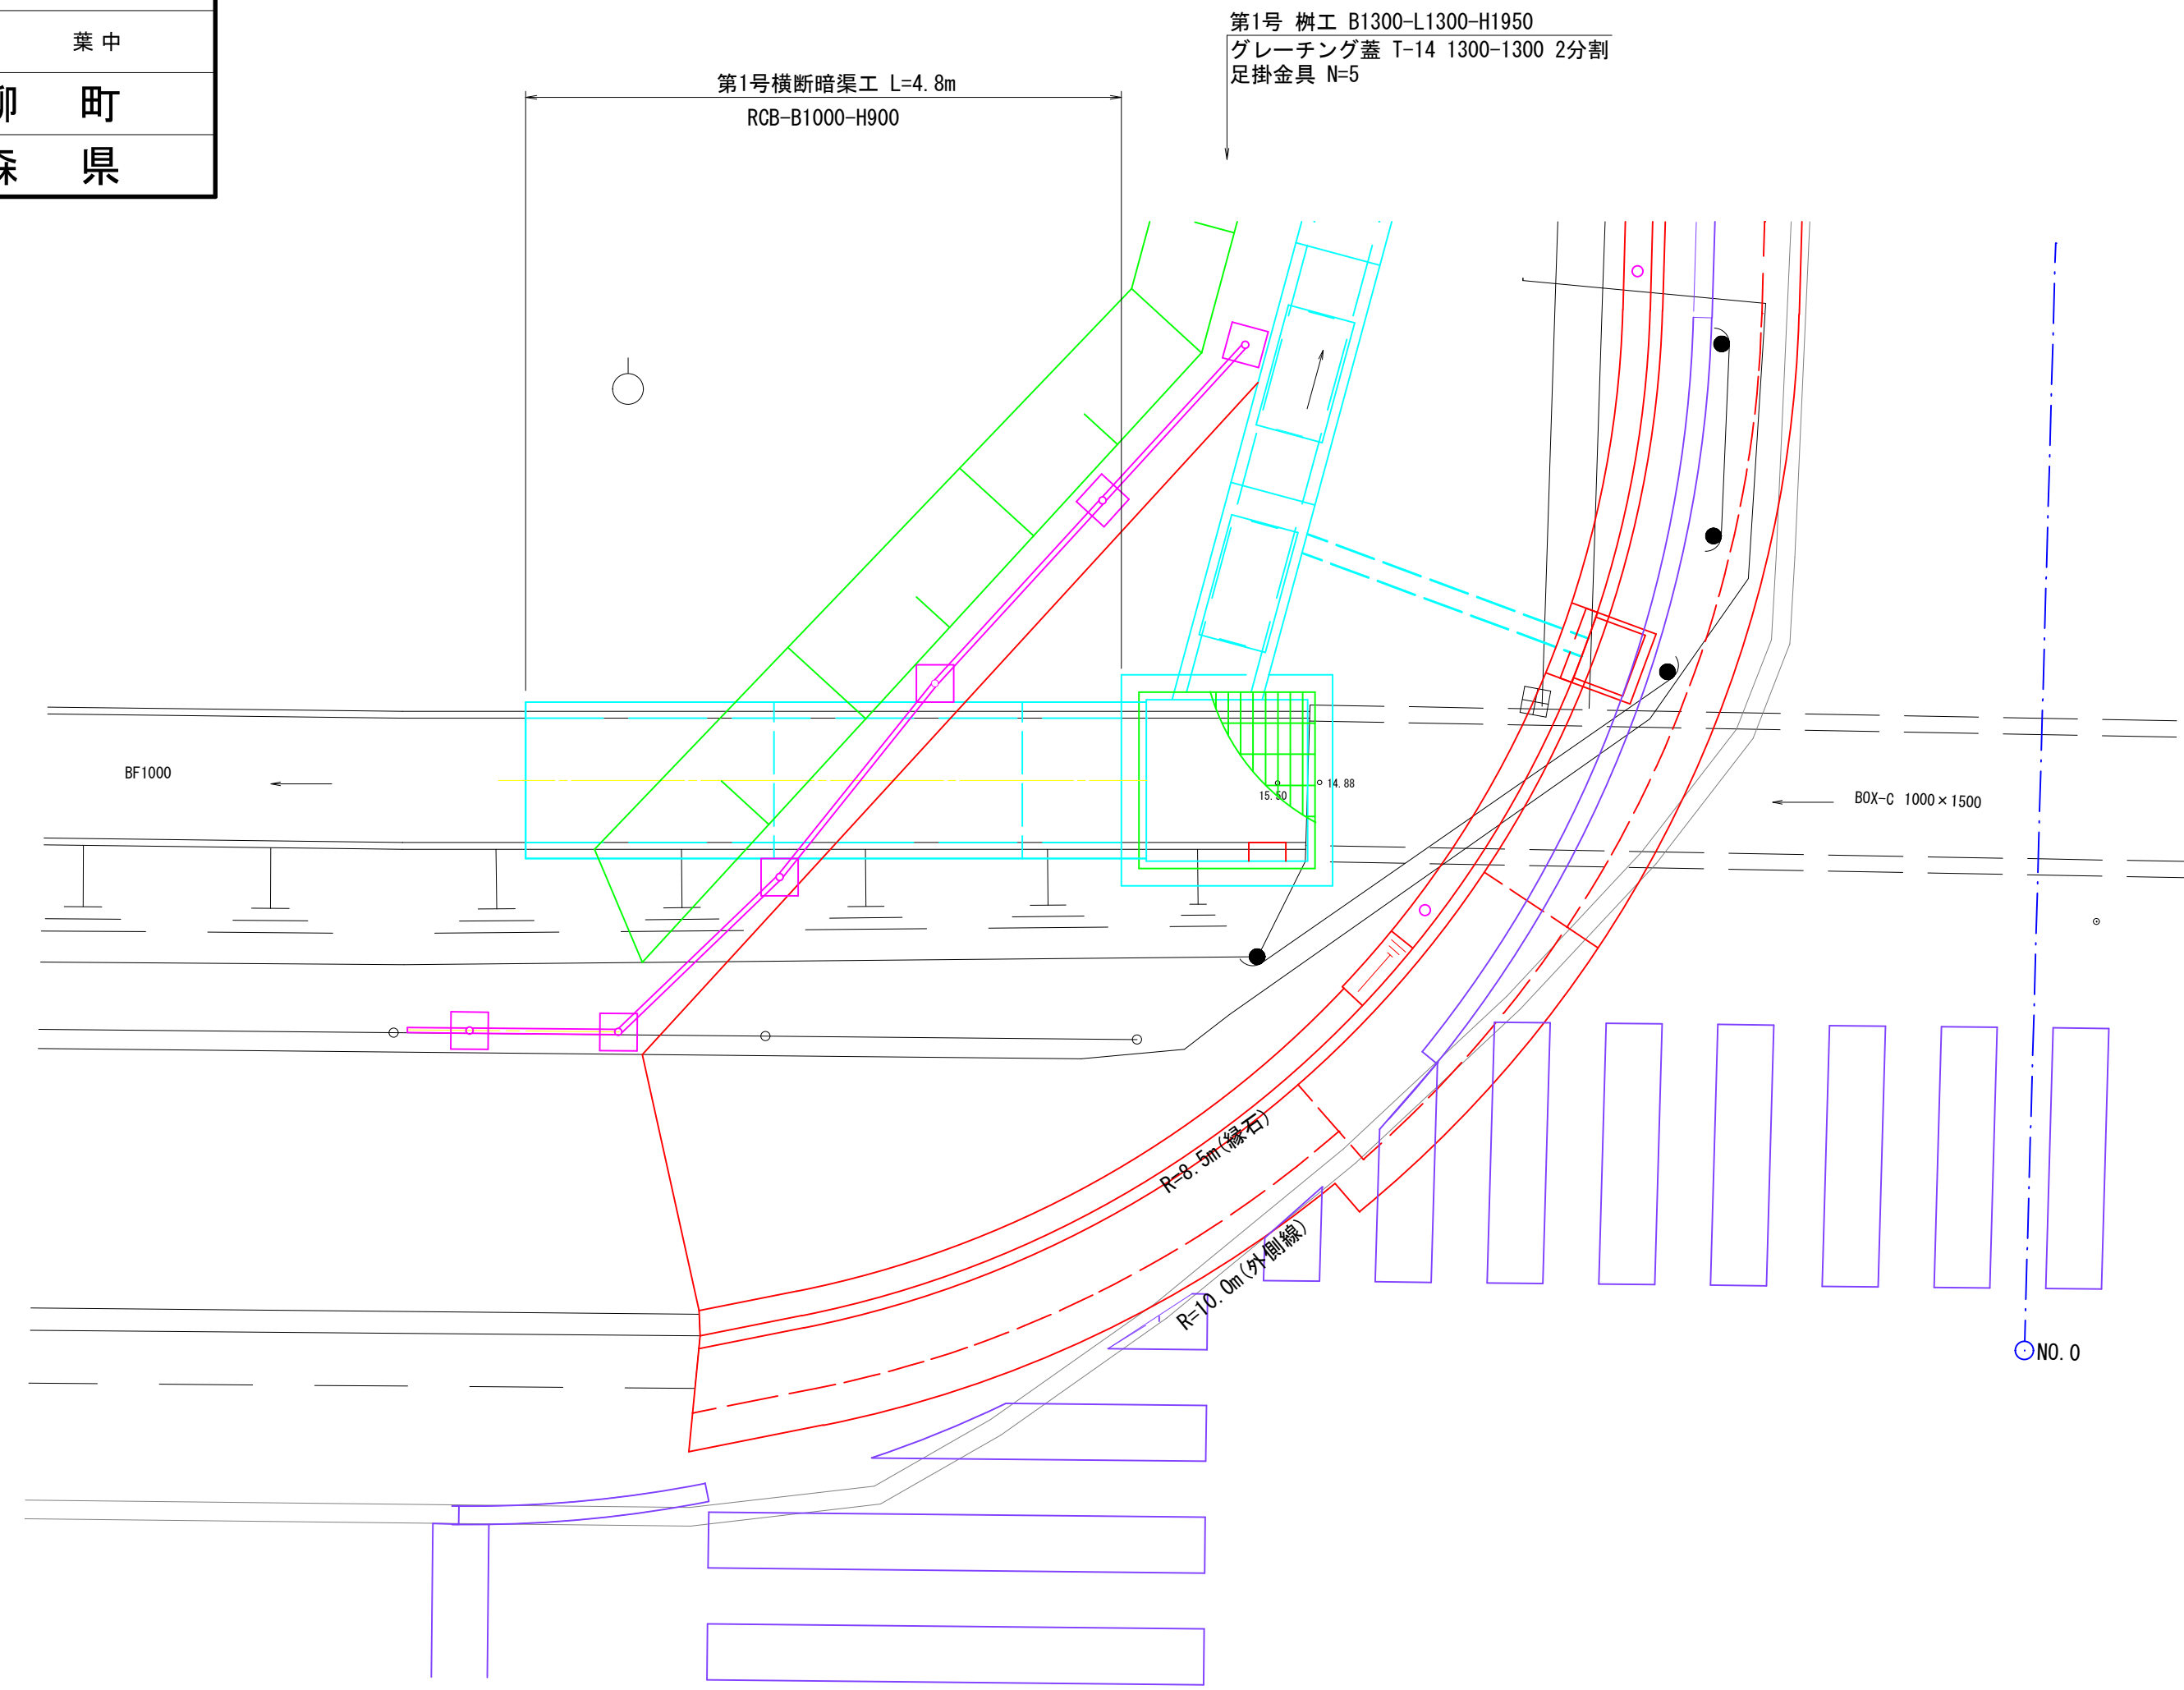 葉中
柳 町
森 県
第1号 桝工 B1300-L1300-H1950
グレーチング蓋 T-14 1300-1300 2分割
足掛金具 N=5
第1号横断暗渠工 L=4.8m
RCB-B1000-H900
BF1000
15.50
14.88
BOX-C 1000×1500
R=8.5m(縁石)
R=10.0m(外側線)
NO.0